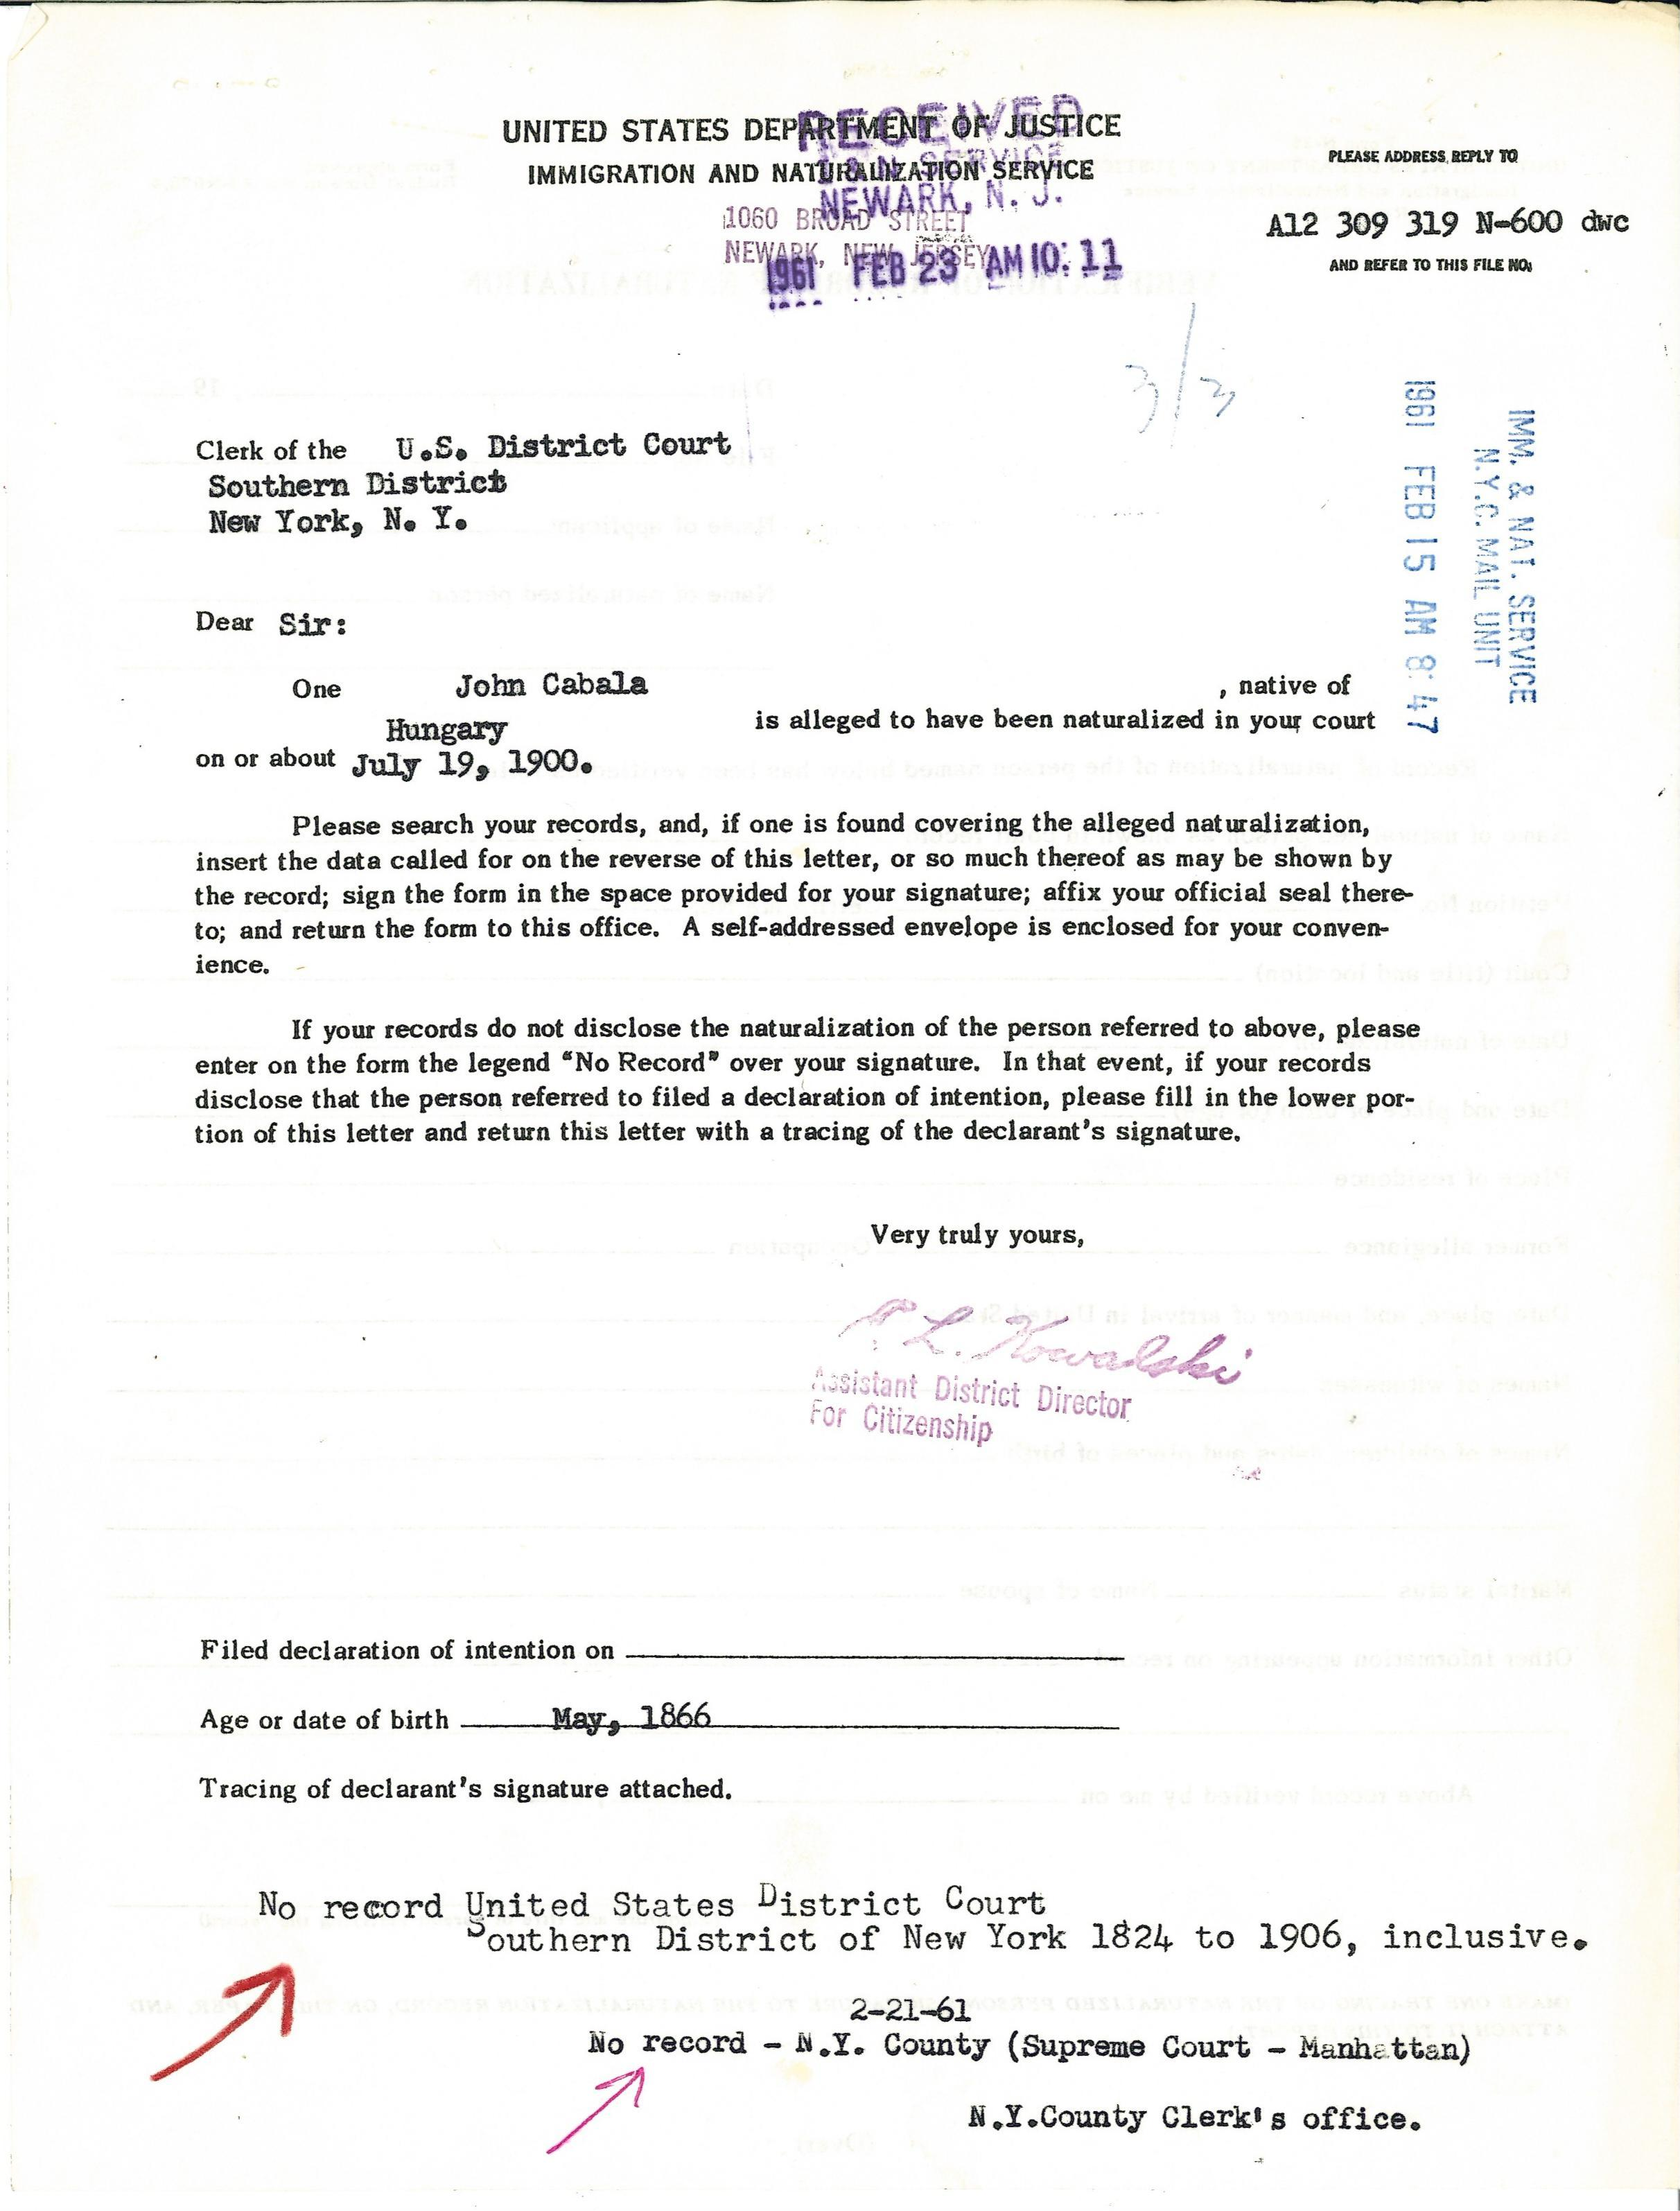 UNITED STATES DEPARTMENT OF JUSTICE
IMMIGRATION AND NATURALIZATION SERVICE
1060 BROAD STREET
NEWARK, NEW JERSEY
RECEIVED
I & N SERVICE
NEWARK, N. J.
1961 FEB 23 AM 10: 11
PLEASE ADDRESS REPLY TO
A12 309 319 N-600 dwc
AND REFER TO THIS FILE NO.
3/3
IMM. & NAT. SERVICE
N.Y.C. MAIL UNIT
1961 FEB 15 AM 8: 47
Clerk of the U.S. District Court
Southern District
New York, N. Y.
Dear Sir:
One John Cabala , native of
Hungary is alleged to have been naturalized in your court
on or about July 19, 1900.
Please search your records, and, if one is found covering the alleged naturalization,
insert the data called for on the reverse of this letter, or so much thereof as may be shown by
the record; sign the form in the space provided for your signature; affix your official seal there-
to; and return the form to this office. A self-addressed envelope is enclosed for your conven-
ience.
If your records do not disclose the naturalization of the person referred to above, please
enter on the form the legend "No Record" over your signature. In that event, if your records
disclose that the person referred to filed a declaration of intention, please fill in the lower por-
tion of this letter and return this letter with a tracing of the declarant's signature.
Very truly yours,
L. Kowalski
Assistant District Director
For Citizenship
Filed declaration of intention on
Age or date of birth May, 1866
Tracing of declarant's signature attached.
No record United States District Court
Southern District of New York 1824 to 1906, inclusive.
2-21-61
No record - N.Y. County (Supreme Court - Manhattan)
N.Y.County Clerk's office.